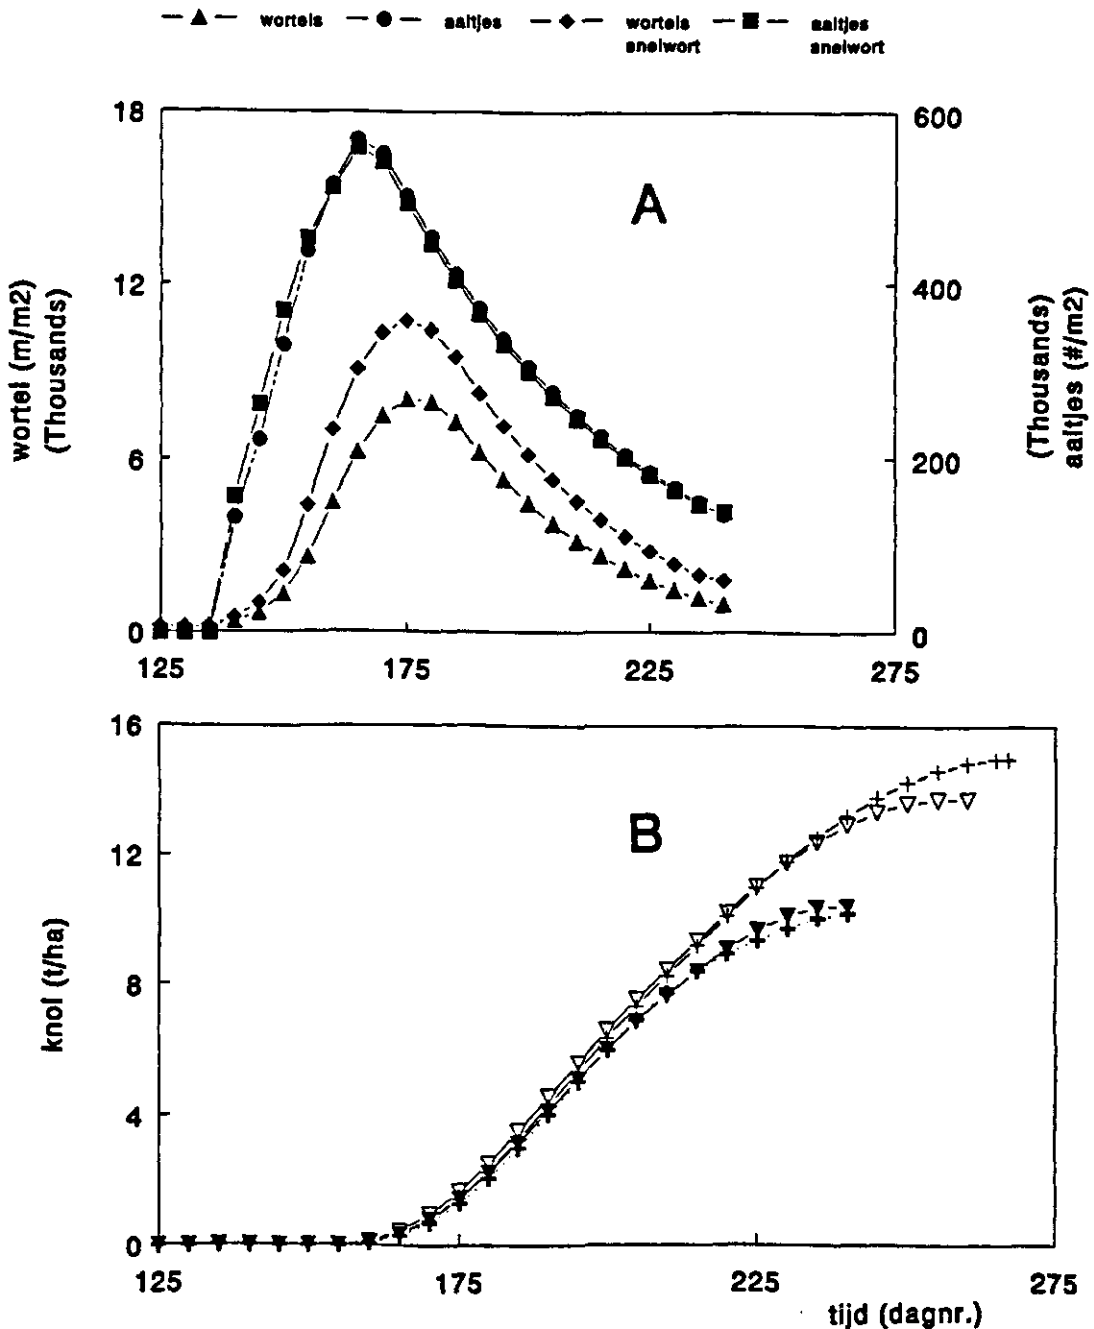 wortels aaltjes wortels aaltjes
snelwort snelwort
18 600
A
12 400
6 200
0 0
125 175 225 275
wortel (m/m2)
(Thousands)
(Thousands)
aaltjes (#/m2)
16
B
12
8
4
0
125 175 225 275
knol (t/ha)
tijd (dagnr.)